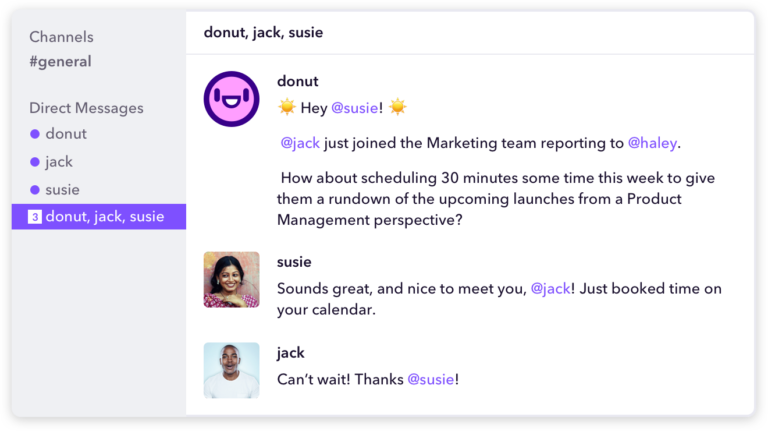 Channels
#general
Direct Messages
donut
jack
susie
3 donut, jack, susie
donut, jack, susie
donut
☀️ Hey @susie! ☀️
@jack just joined the Marketing team reporting to @haley.
How about scheduling 30 minutes some time this week to give
them a rundown of the upcoming launches from a Product
Management perspective?
susie
Sounds great, and nice to meet you, @jack! Just booked time on
your calendar.
jack
Can’t wait! Thanks @susie!